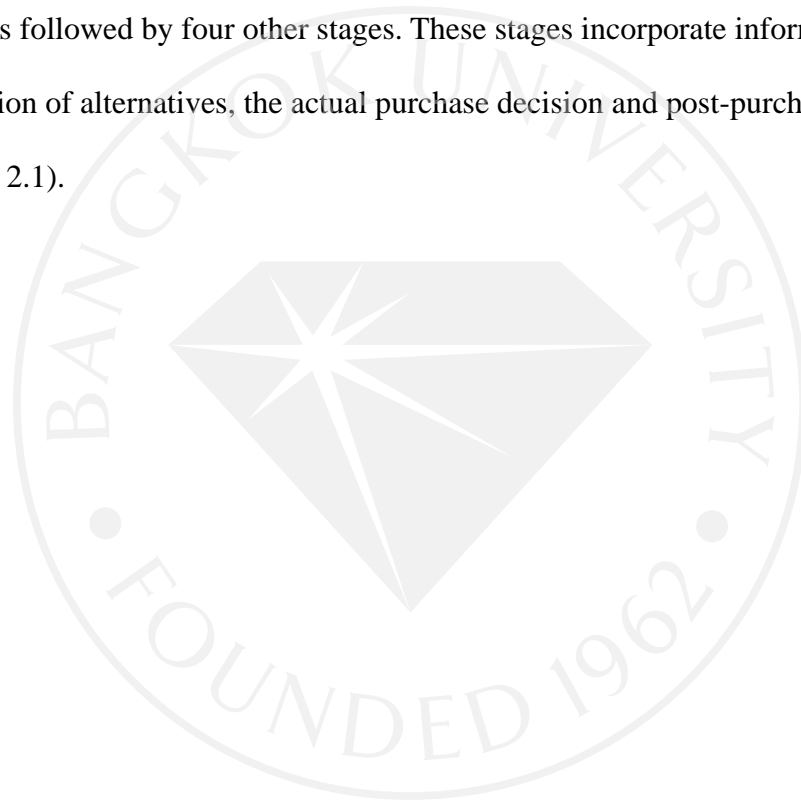 s followed by four other stages. These stages incorporate infor
ion of alternatives, the actual purchase decision and post-purch
2.1).
BANGKOK UNIVERSITY
FOUNDED 1962